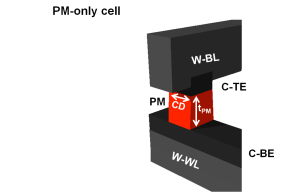 PM-only cell
W-BL
C-TE
PM
CD
tPM
C-BE
W-WL